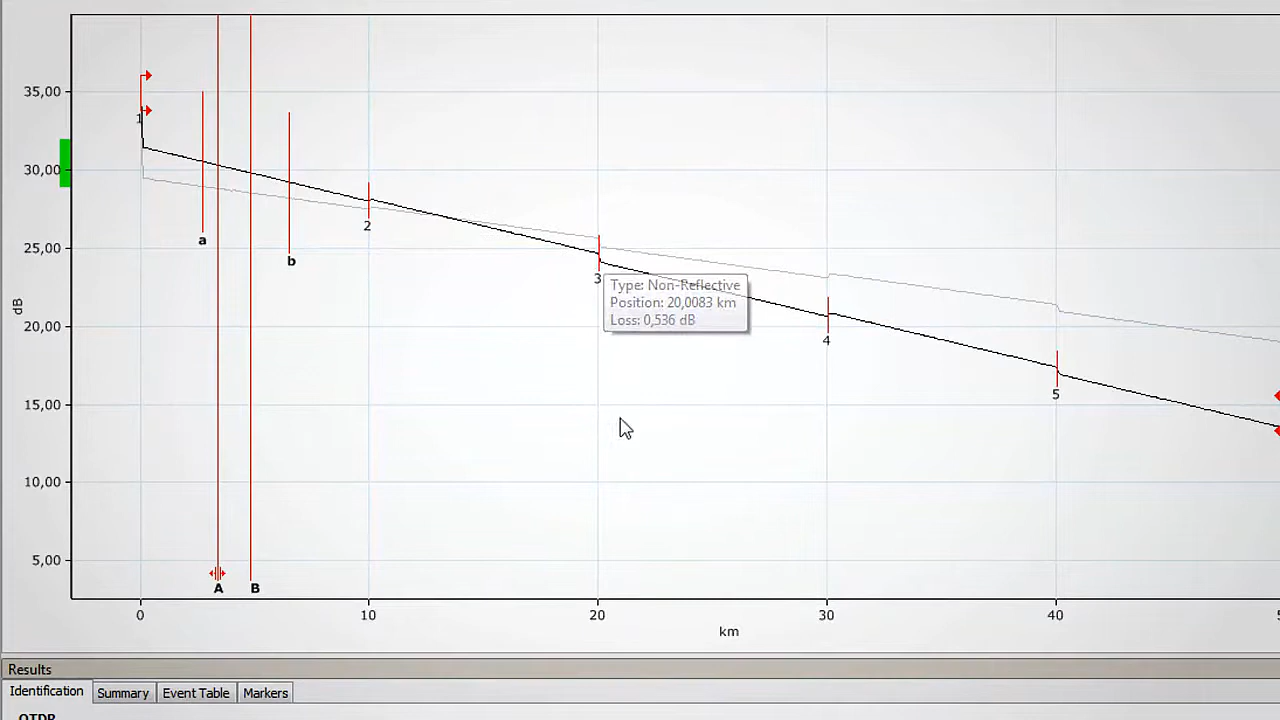 35,00
1
30,00
a
2
25,00
b
3
Type: Non-Reflective
Position: 20,0083 km
Loss: 0,536 dB
dB
20,00
4
15,00
5
10,00
5,00
A B
0 10 20 30 40
km
Results
Identification Summary Event Table Markers
OTDR